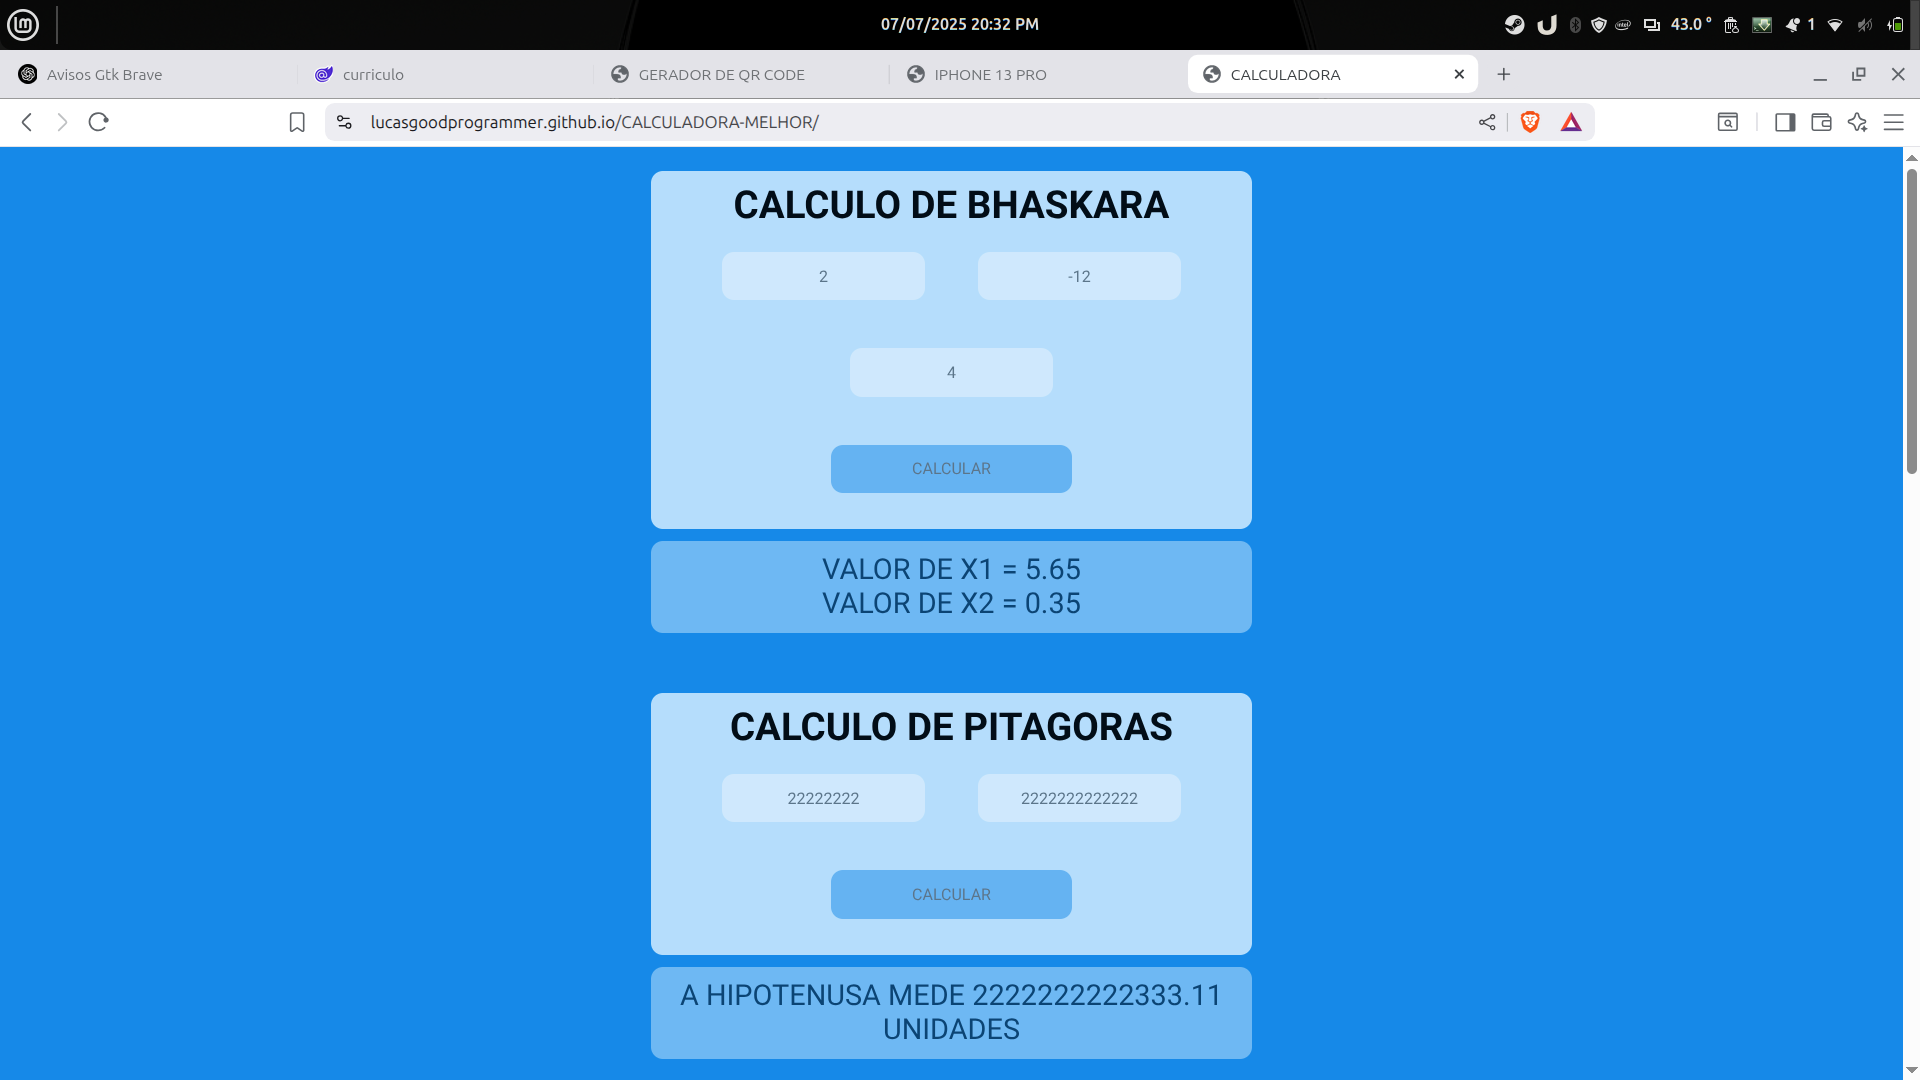 07/07/2025 20:32 PM
43.0 °
1
Avisos Gtk Brave
curriculo
GERADOR DE QR CODE
IPHONE 13 PRO
CALCULADORA
lucasgoodprogrammer.github.io/CALCULADORA-MELHOR/
CALCULO DE BHASKARA
2
-12
4
CALCULAR
VALOR DE X1 = 5.65
VALOR DE X2 = 0.35
CALCULO DE PITAGORAS
22222222
2222222222222
CALCULAR
A HIPOTENUSA MEDE 2222222222333.11
UNIDADES